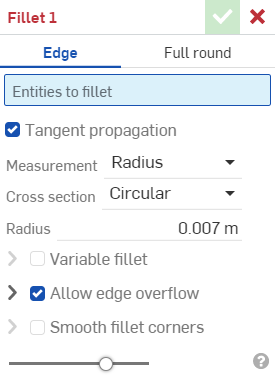 Fillet 1
Edge Full round
Entities to fillet
Tangent propagation
Measurement Radius
Cross section Circular
Radius 0.007 m
Variable fillet
Allow edge overflow
Smooth fillet corners
?